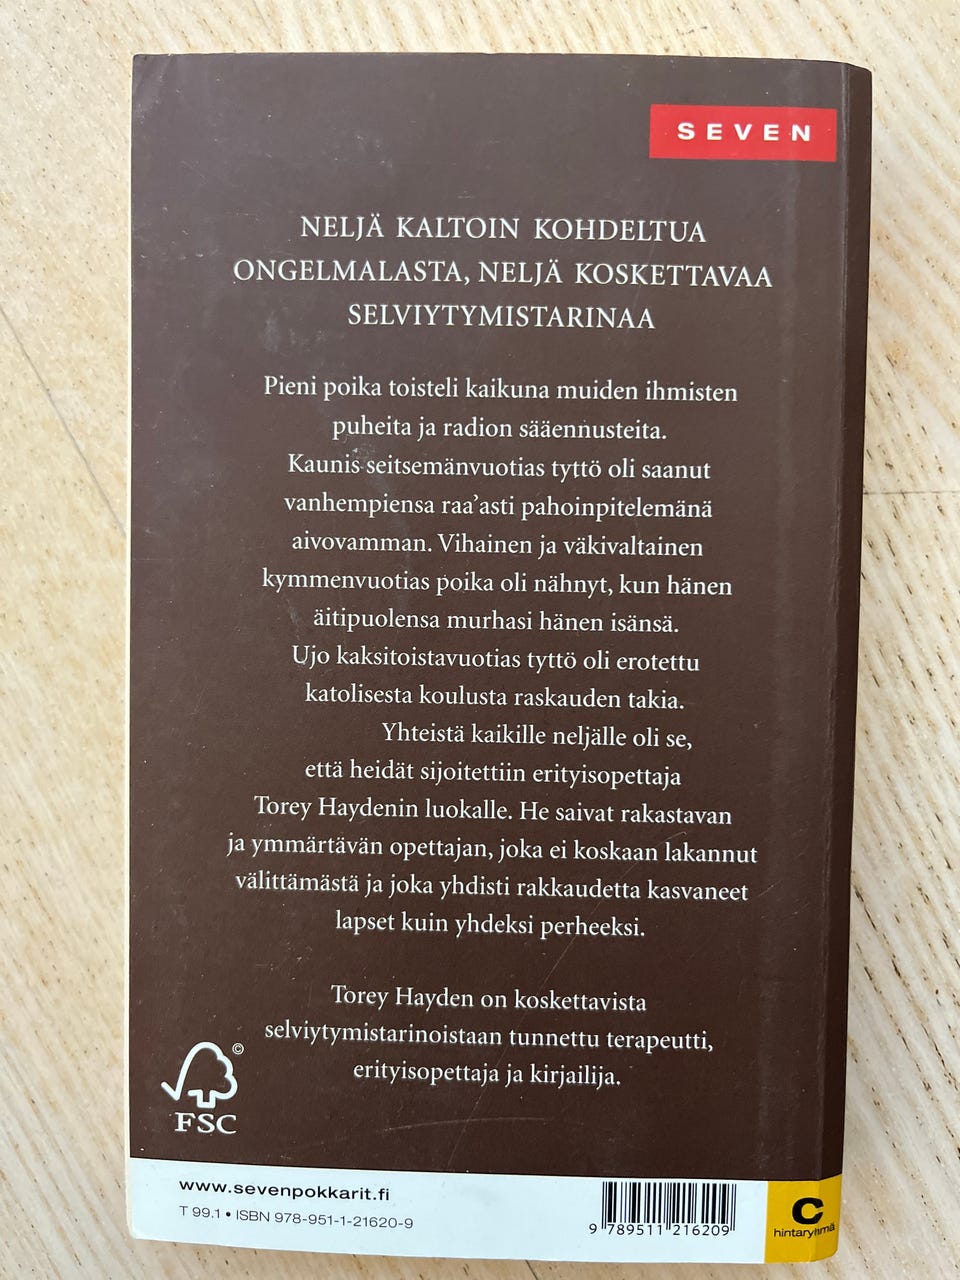 SEVEN
NELJÄ KALTOIN KOHDELTUA
ONGELMALASTA, NELJÄ KOSKETTAVAA
SELVIYTYMISTARINAA
Pieni poika toisteli kaikuna muiden ihmisten
puheita ja radion sääennusteita.
Kaunis seitsemänvuotias tyttö oli saanut
vanhempiensa raa’asti pahoinpitelemänä
aivovamman. Vihainen ja väkivaltainen
kymmenvuotias poika oli nähnyt, kun hänen
äitipuolensa murhasi hänen isänsä.
Ujo kaksitoistavuotias tyttö oli erotettu
katolisesta koulusta raskauden takia.
Yhteistä kaikille neljälle oli se,
että heidät sijoitettiin erityisopettaja
Torey Haydenin luokalle. He saivat rakastavan
ja ymmärtävän opettajan, joka ei koskaan lakannut
välittämästä ja joka yhdisti rakkaudetta kasvaneet
lapset kuin yhdeksi perheeksi.
Torey Hayden on koskettavista
selviytymistarinoistaan tunnettu terapeutti,
erityisopettaja ja kirjailija.
©
FSC
www.sevenpokkarit.fi
T 99.1 • ISBN 978-951-1-21620-9
9 789511 216209
C
hintaryhmä